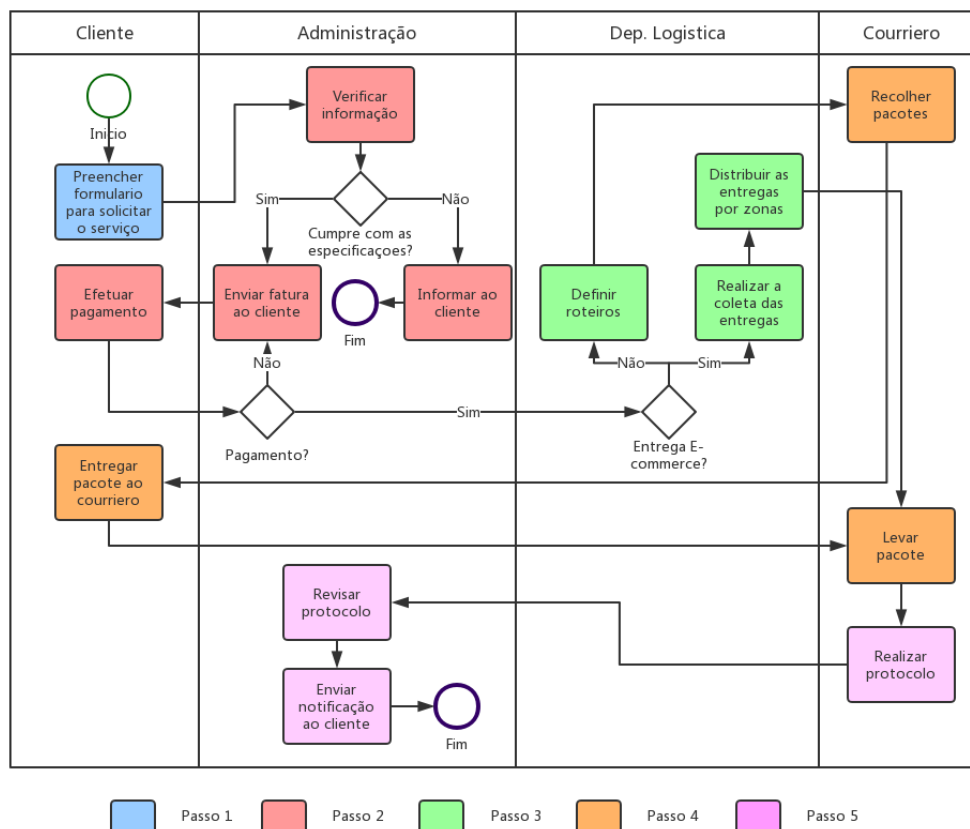 Cliente
Administração
Dep. Logistica
Courriero
Inicio
Preencher
formulario
para solicitar
o serviço
Verificar
informação
Recolher
pacotes
Distribuir as
entregas
por zonas
Sim
Não
Cumpre com as
especificaçoes?
Efetuar
pagamento
Enviar fatura
ao cliente
Fim
Informar ao
cliente
Definir
roteiros
Realizar a
coleta das
entregas
Não
Não
Sim
Sim
Pagamento?
Entrega E-
commerce?
Entregar
pacote ao
courriero
Levar
pacote
Revisar
protocolo
Realizar
protocolo
Enviar
notificação
ao cliente
Fim
Passo 1
Passo 2
Passo 3
Passo 4
Passo 5